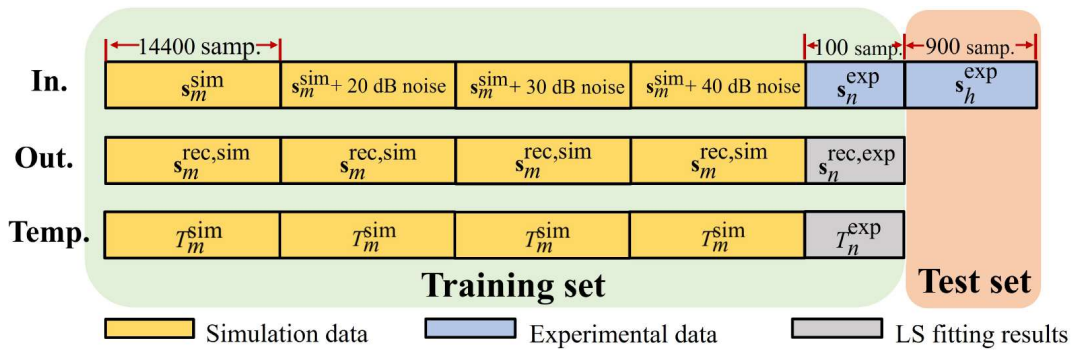 14400 samp. 100 samp. 900 samp.
In. s_m^sim s_m^sim + 20 dB noise s_m^sim + 30 dB noise s_m^sim + 40 dB noise s_n^exp s_h^exp
Out. s_m^rec,sim s_m^rec,sim s_m^rec,sim s_m^rec,sim s_n^rec,exp
Temp. T_m^sim T_m^sim T_m^sim T_m^sim T_n^exp
Training set Test set
Simulation data Experimental data LS fitting results